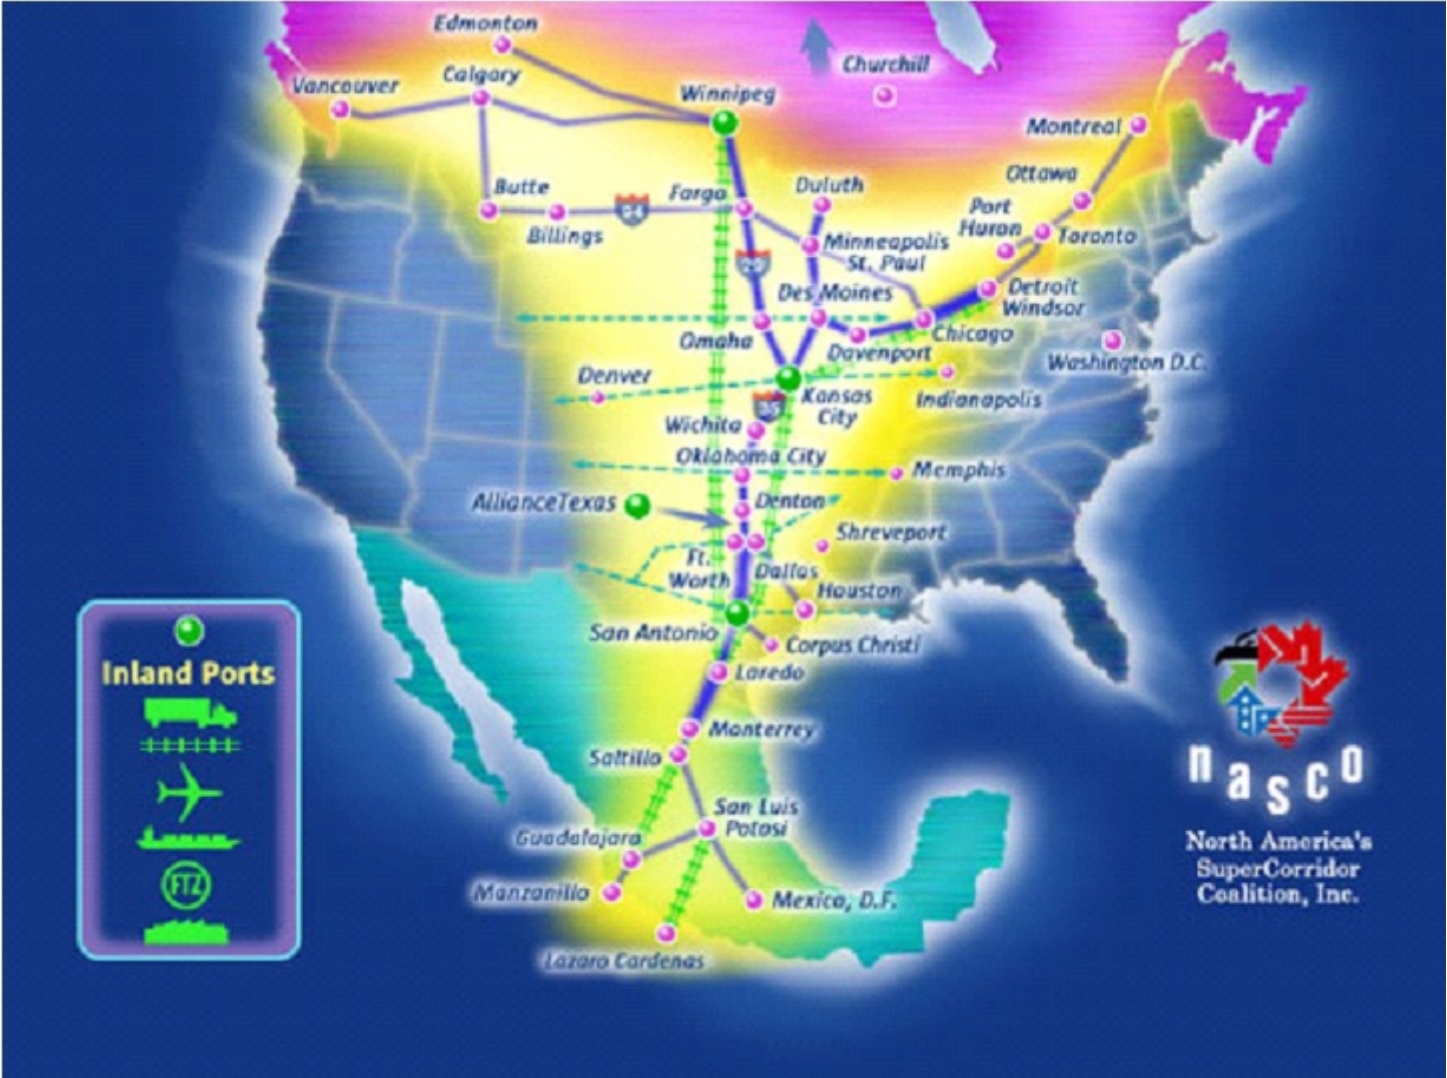 Edmonton
Churchill
Calgary
Vancouver
Winnipeg
Montreal
Ottawa
Butte
Fargo
Duluth
Port
Huron
Toronto
Billings
Minneapolis
St. Paul
Des Moines
Detroit
Windsor
Omaha
Chicago
Davenport
Washington D.C.
Denver
Kansas
City
Indianapolis
35
Wichita
Oklahoma City
Memphis
AllianceTexas
Denton
Shreveport
Ft.
Worth
Dallas
Houston
San Antonio
Corpus Christi
Laredo
Monterrey
Saltillo
San Luis
Potosi
Guadalajara
Manzanillo
Mexico, D.F.
Lazaro Cardenas
Inland Ports
FTZ
nasco
North America's
SuperCorridor
Coalition, Inc.